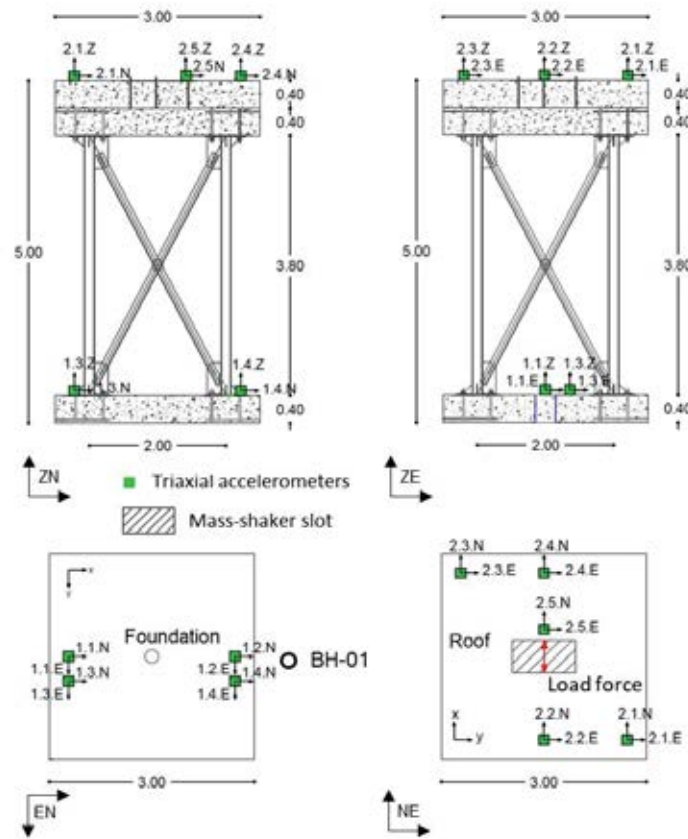 3.00
2.1.Z
2.5.Z
2.4.Z
2.1.N
2.5N
2.4.N
0.40
0.40
5.00
3.80
1.3.Z
1.4.Z
3.N
1.4.N
0.40
2.00
ZN
3.00
2.3.Z
2.2.Z
2.1.Z
2.3.E
2.2.E
2.1.E
0.40
0.40
5.00
3.80
1.1.Z
1.3.Z
1.1.E
1.3.E
0.40
2.00
ZE
Triaxial accelerometers
Mass-shaker slot
x
Y
Foundation
1.1.N
1.2.N
BH-01
1.1.E
1.3.N
1.2.E
1.4.N
1.3.E
1.4.E
3.00
EN
2.3.N
2.4.N
2.3.E
2.4.E
2.5.N
2.5.E
Roof
Load force
x
y
2.2.N
2.1.N
2.2.E
2.1.E
3.00
NE